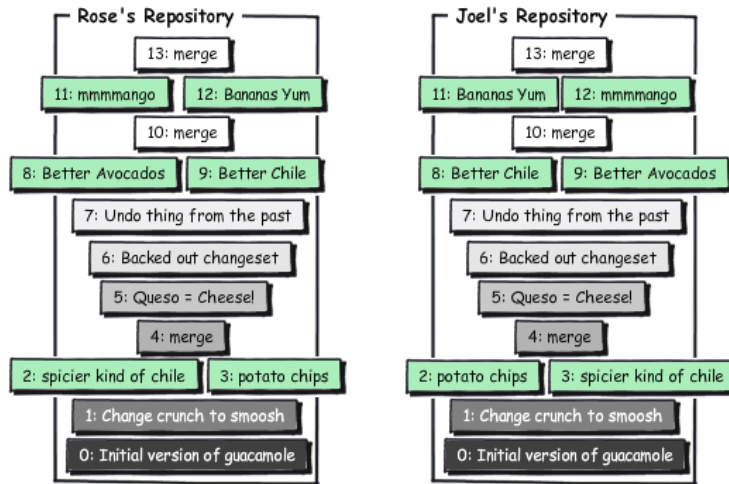 Rose's Repository
13: merge
11: mmmmango
12: Bananas Yum
10: merge
8: Better Avocados
9: Better Chile
7: Undo thing from the past
6: Backed out changeset
5: Queso = Cheese!
4: merge
2: spicier kind of chile
3: potato chips
1: Change crunch to smoosh
0: Initial version of guacamole
Joel's Repository
13: merge
11: Bananas Yum
12: mmmmango
10: merge
8: Better Chile
9: Better Avocados
7: Undo thing from the past
6: Backed out changeset
5: Queso = Cheese!
4: merge
2: potato chips
3: spicier kind of chile
1: Change crunch to smoosh
0: Initial version of guacamole